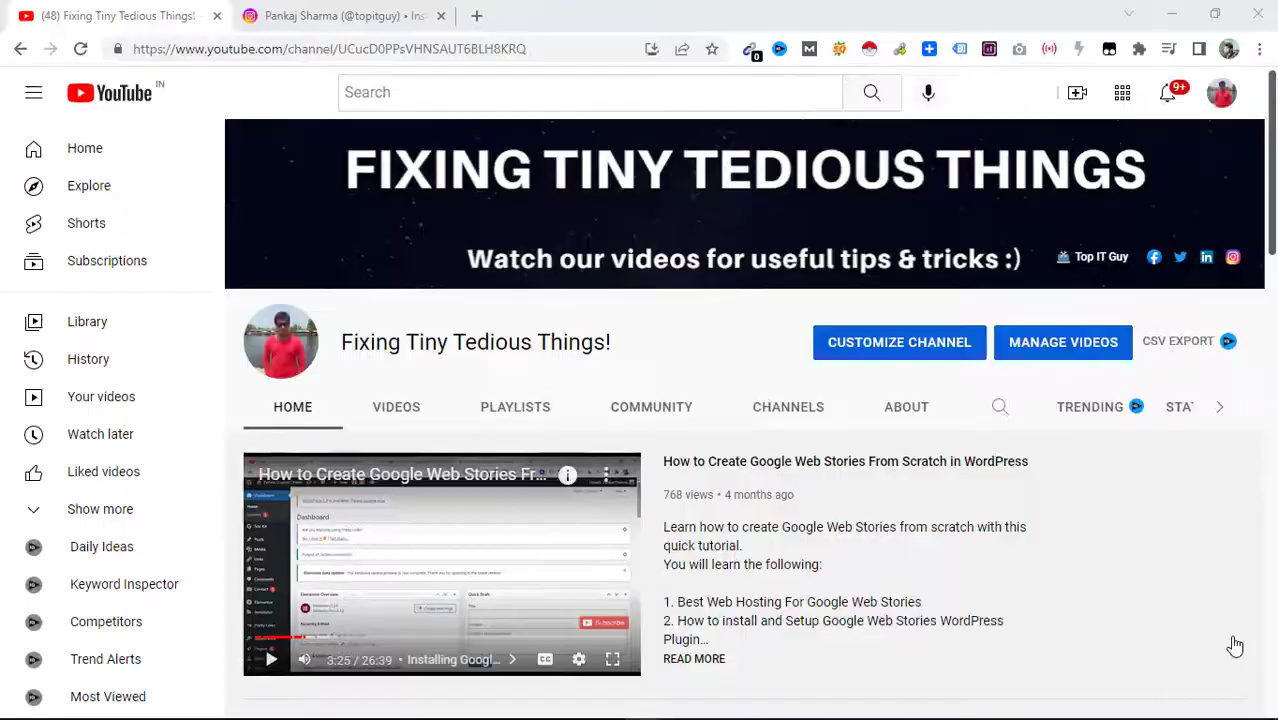 (48) Fixing Tiny Tedious Things!
Pankaj Sharma (@topitguy) • Ins
https://www.youtube.com/channel/UCucD0PPsVHNSAUT6BLH8KRQ
0
YouTube IN
Search
9+
Home
Explore
Shorts
Subscriptions
Library
History
Your videos
Watch later
Liked videos
Show more
Daily Ideas
word Inspector
Competitors
Trend Alerts
Most Viewed
FIXING TINY TEDIOUS THINGS
Watch our videos for useful tips & tricks :)
Top IT Guy
Fixing Tiny Tedious Things!
CUSTOMIZE CHANNEL
MANAGE VIDEOS
CSV EXPORT
HOME
VIDEOS
PLAYLISTS
COMMUNITY
CHANNELS
ABOUT
TRENDING
STAT
How to Create Google Web Stories Fr...
Dashboard
Subscribe
3:25 / 26:39 • Installing Googl...
How to Create Google Web Stories From Scratch in WordPress
768 views · 4 months ago
Google Web Stories from scratch with this
quick tutorial.
You will learn the following:
1. Best Web Hosting For Google Web Stories
2. How to install and Setup Google Web Stories WordPress
READ MORE